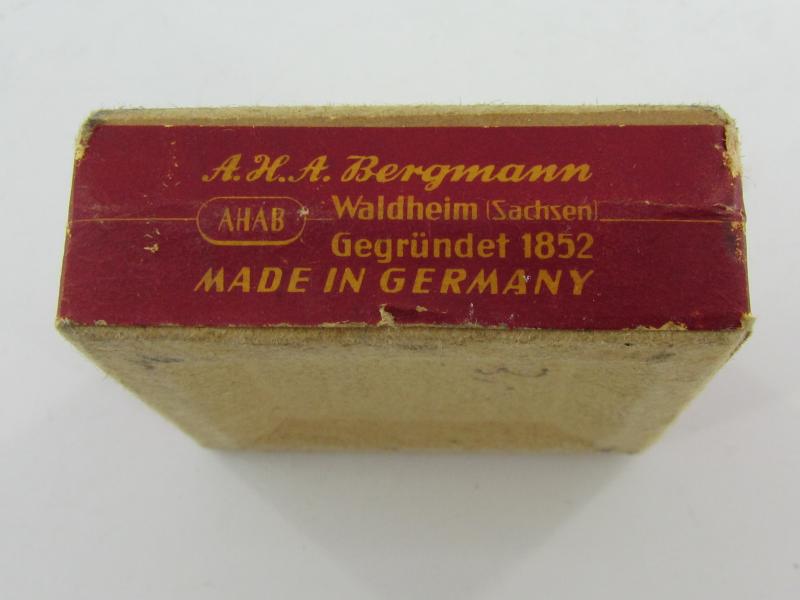 A.H.A. Bergmann
AHAB
Waldheim (Sachsen)
Gegründet 1852
MADE IN GERMANY